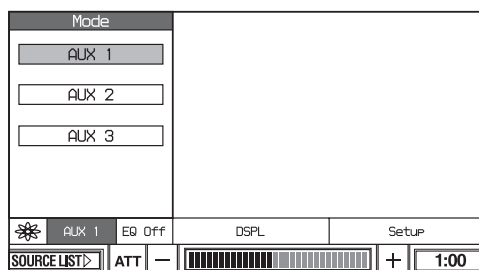 Mode
AUX 1
AUX 2
AUX 3
AUX 1 EQ Off DSPL Setup
SOURCE LIST ATT − + 1:00